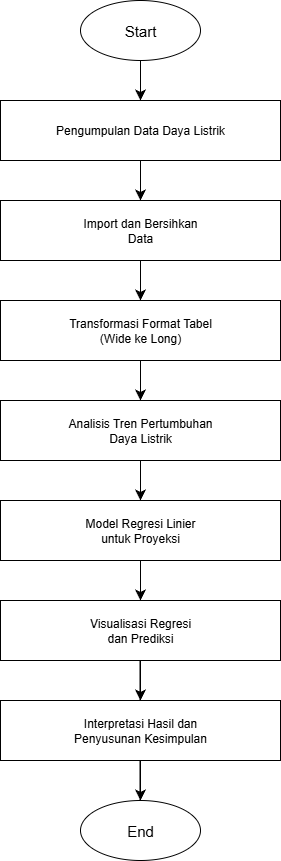 Start
Pengumpulan Data Daya Listrik
Import dan Bersihkan
Data
Transformasi Format Tabel
(Wide ke Long)
Analisis Tren Pertumbuhan
Daya Listrik
Model Regresi Linier
untuk Proyeksi
Visualisasi Regresi
dan Prediksi
Interpretasi Hasil dan
Penyusunan Kesimpulan
End